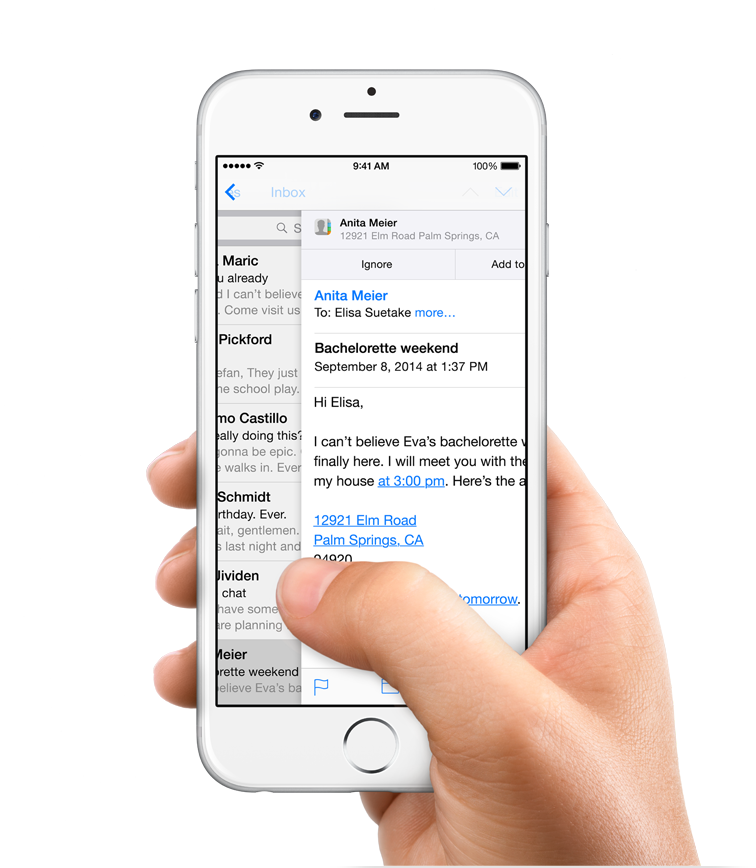 9:41 AM 100%
s Inbox
S
Anita Meier
12921 Elm Road Palm Springs, CA
Ignore Add to
Maric
u already
d I can't believe
. Come visit us
Pickford
efan, They just
he school play.
mo Castillo
eally doing this?
gonna be epic.
e walks in. Ever
Schmidt
rthday. Ever.
ait, gentlemen.
s last night and
Jividen
chat
have some
are planning
Meier
orette weekend
believe Eva's ba
Anita Meier
To: Elisa Suetake more...
Bachelorette weekend
September 8, 2014 at 1:37 PM
Hi Elisa,
I can't believe Eva's bachelorette w
finally here. I will meet you with the
my house at 3:00 pm. Here's the a
12921 Elm Road
Palm Springs, CA
24920
tomorrow.